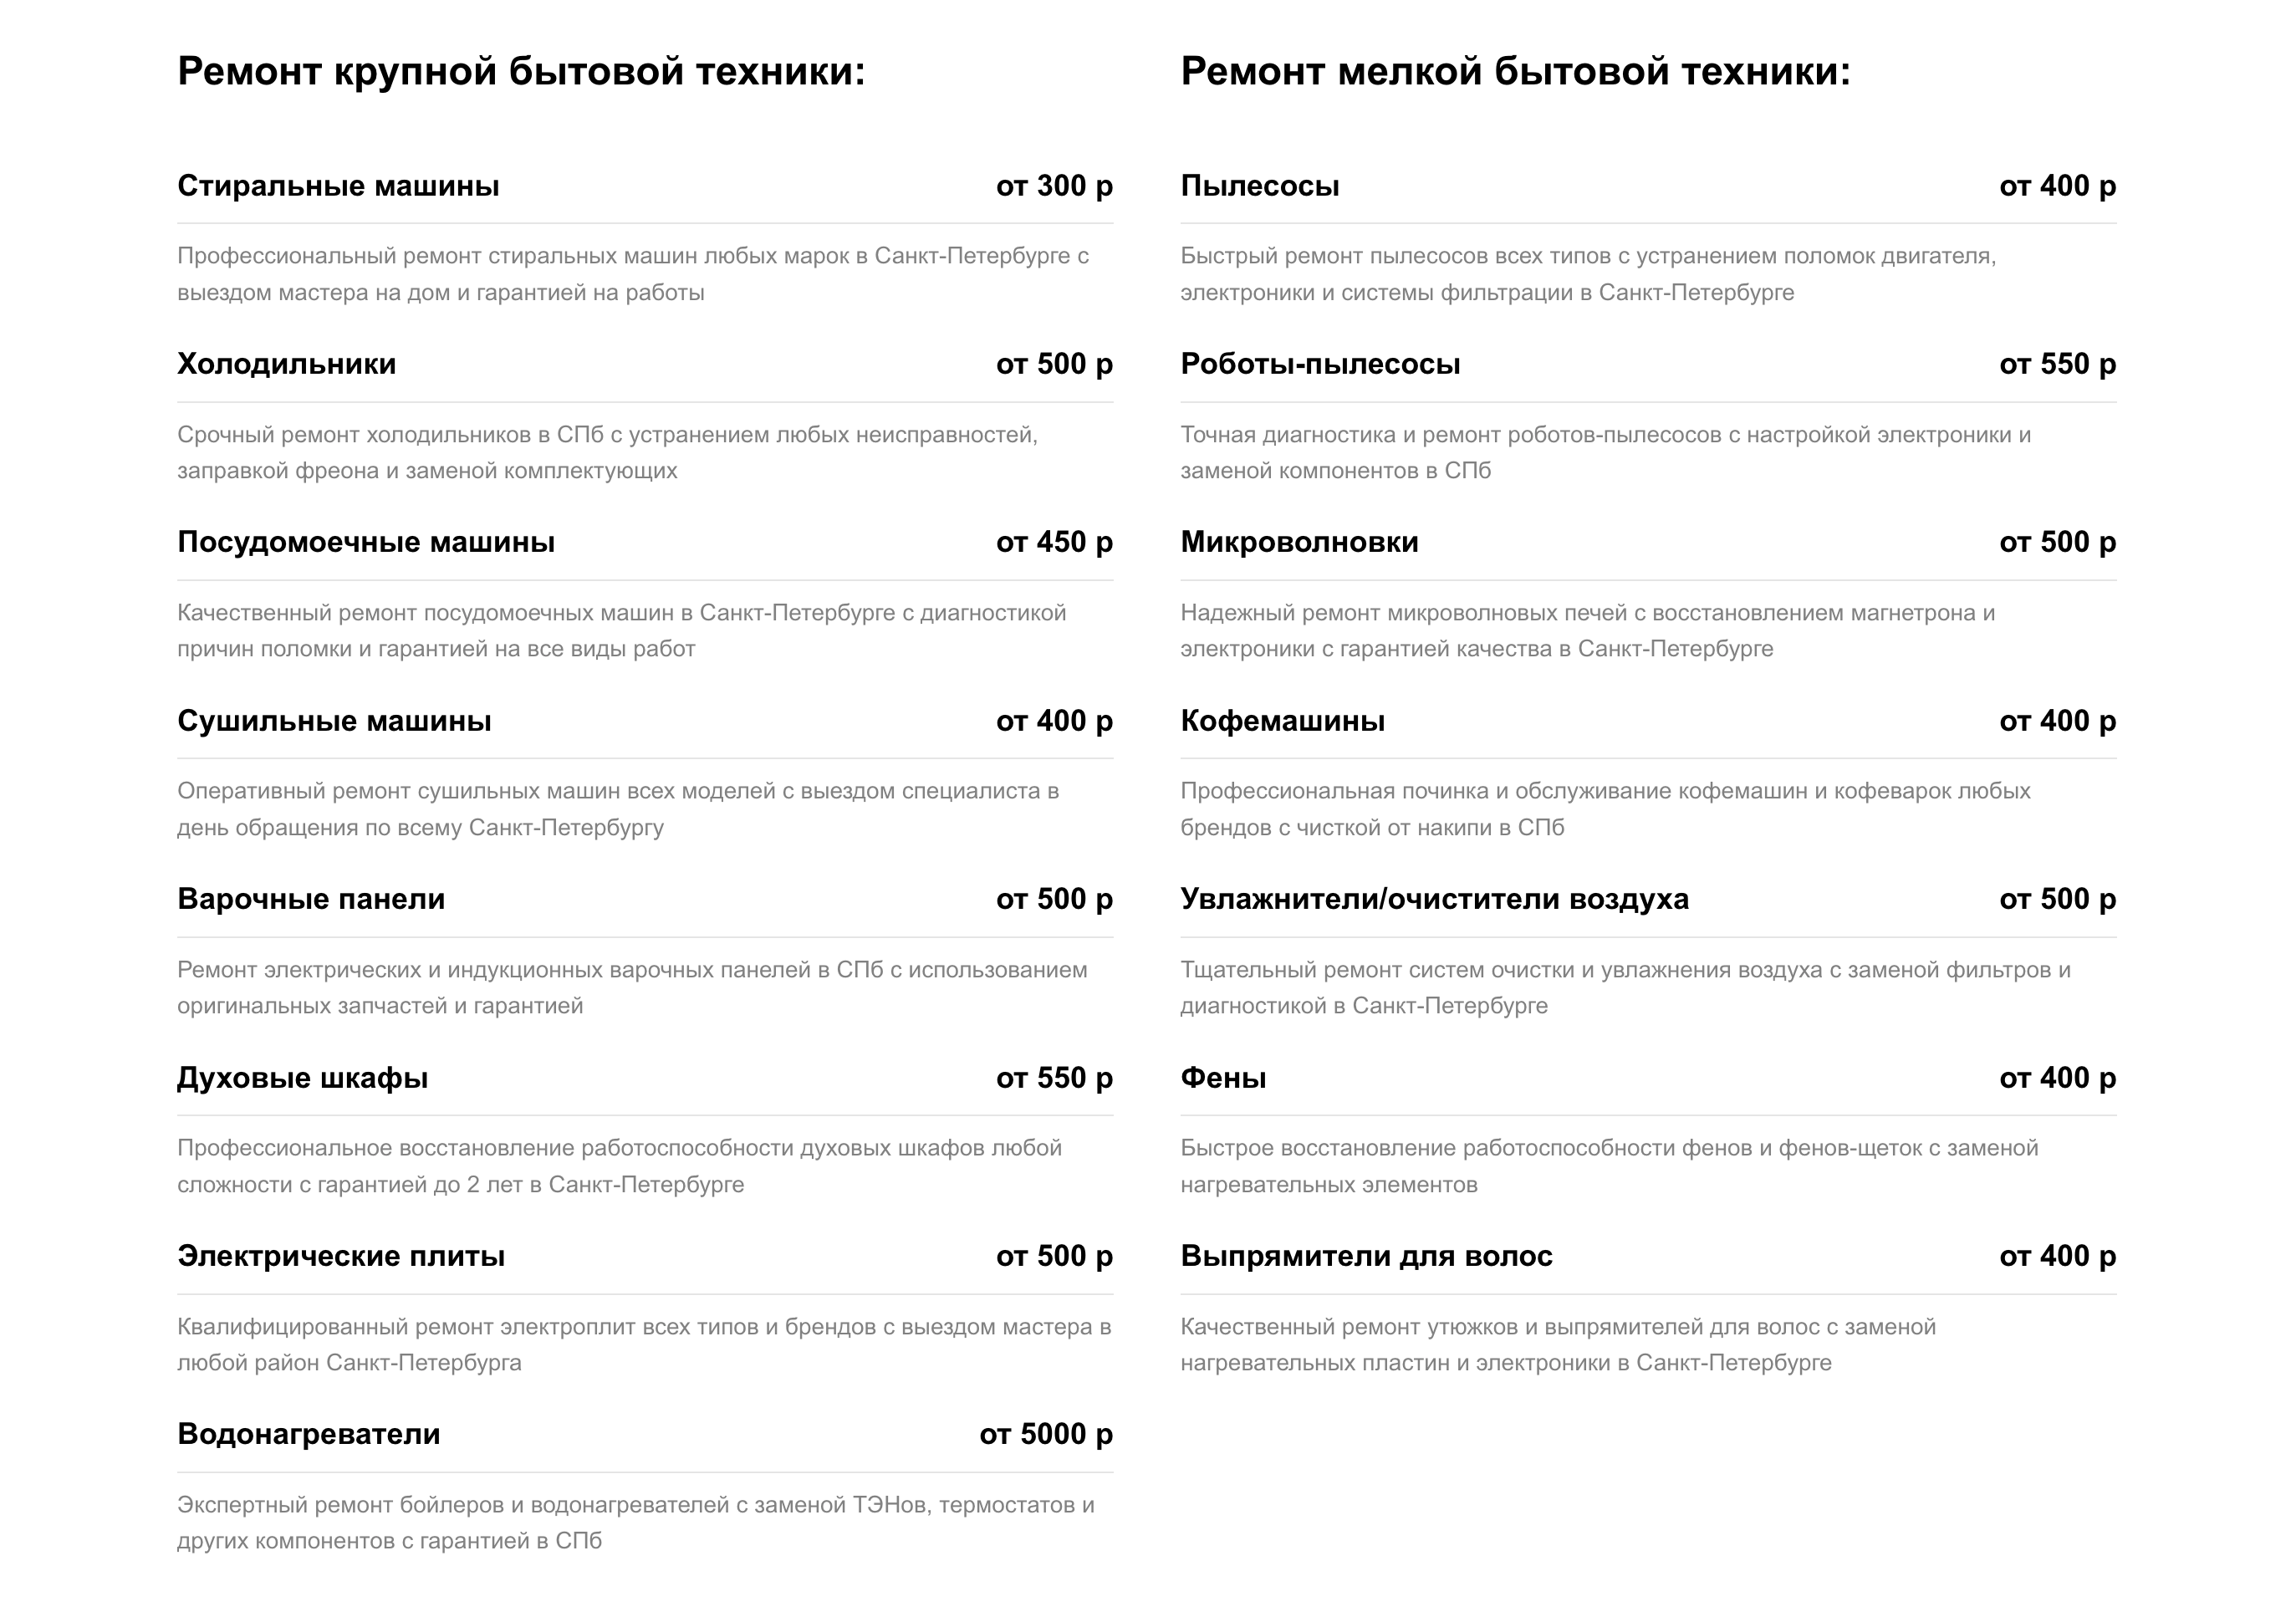 Ремонт крупной бытовой техники:
Стиральные машины от 300 р
Профессиональный ремонт стиральных машин любых марок в Санкт-Петербурге с
выездом мастера на дом и гарантией на работы
Холодильники от 500 р
Срочный ремонт холодильников в СПб с устранением любых неисправностей,
заправкой фреона и заменой комплектующих
Посудомоечные машины от 450 р
Качественный ремонт посудомоечных машин в Санкт-Петербурге с диагностикой
причин поломки и гарантией на все виды работ
Сушильные машины от 400 р
Оперативный ремонт сушильных машин всех моделей с выездом специалиста в
день обращения по всему Санкт-Петербургу
Варочные панели от 500 р
Ремонт электрических и индукционных варочных панелей в СПб с использованием
оригинальных запчастей и гарантией
Духовые шкафы от 550 р
Профессиональное восстановление работоспособности духовых шкафов любой
сложности с гарантией до 2 лет в Санкт-Петербурге
Электрические плиты от 500 р
Квалифицированный ремонт электроплит всех типов и брендов с выездом мастера в
любой район Санкт-Петербурга
Водонагреватели от 5000 р
Экспертный ремонт бойлеров и водонагревателей с заменой ТЭНов, термостатов и
других компонентов с гарантией в СПб
Ремонт мелкой бытовой техники:
Пылесосы от 400 р
Быстрый ремонт пылесосов всех типов с устранением поломок двигателя,
электроники и системы фильтрации в Санкт-Петербурге
Роботы-пылесосы от 550 р
Точная диагностика и ремонт роботов-пылесосов с настройкой электроники и
заменой компонентов в СПб
Микроволновки от 500 р
Надежный ремонт микроволновых печей с восстановлением магнетрона и
электроники с гарантией качества в Санкт-Петербурге
Кофемашины от 400 р
Профессиональная починка и обслуживание кофемашин и кофеварок любых
брендов с чисткой от накипи в СПб
Увлажнители/очистители воздуха от 500 р
Тщательный ремонт систем очистки и увлажнения воздуха с заменой фильтров и
диагностикой в Санкт-Петербурге
Фены от 400 р
Быстрое восстановление работоспособности фенов и фенов-щеток с заменой
нагревательных элементов
Выпрямители для волос от 400 р
Качественный ремонт утюжков и выпрямителей для волос с заменой
нагревательных пластин и электроники в Санкт-Петербурге